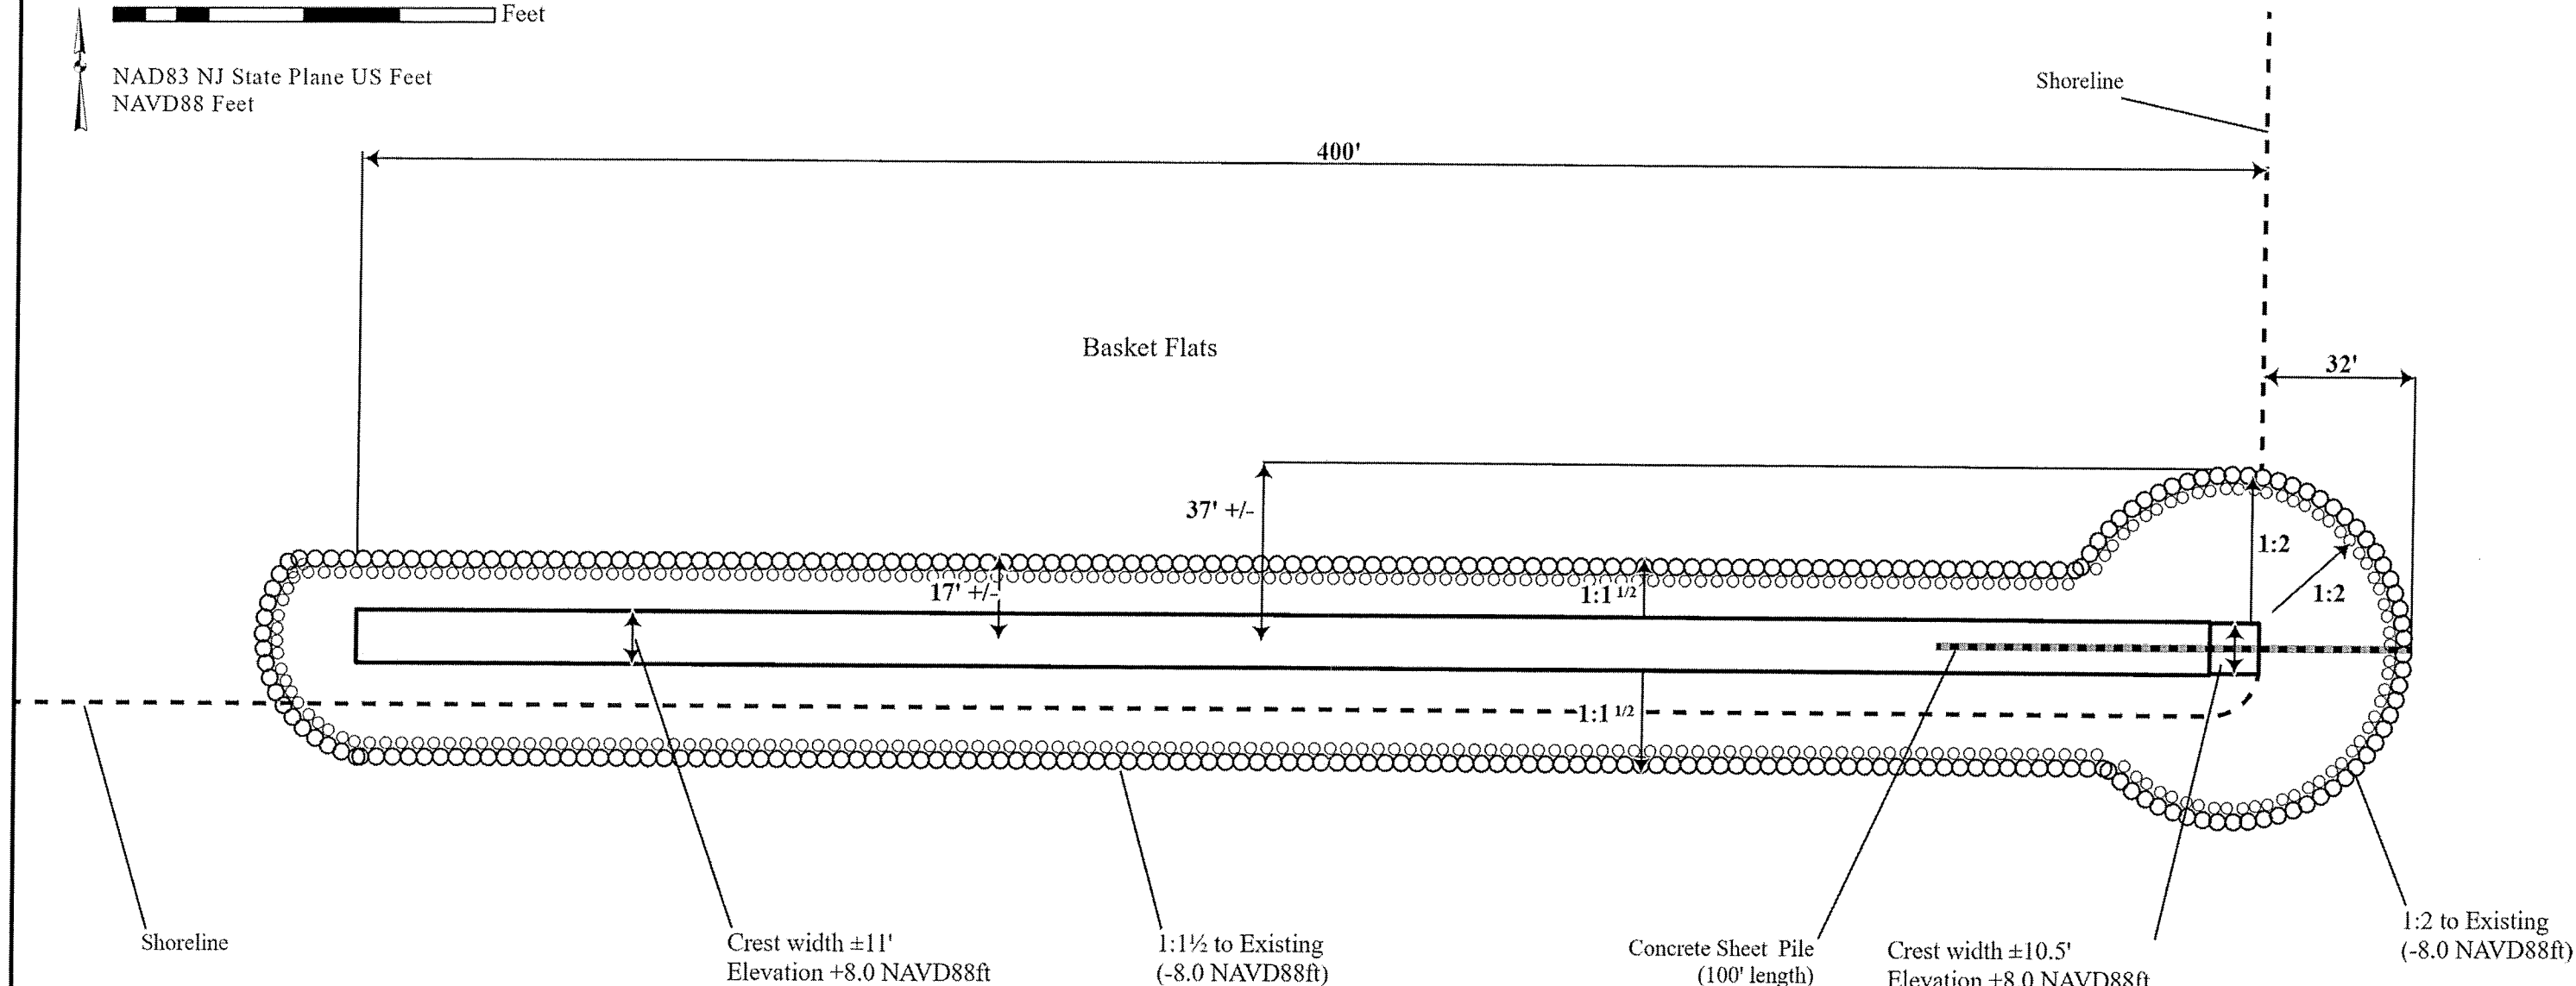 Feet
NAD83 NJ State Plane US Feet
NAVD88 Feet
Shoreline
400'
Basket Flats
32'
37' +/-
1:2
17' +/-
1:1 1/2
1:2
1:1 1/2
Shoreline
Crest width ±11'
Elevation +8.0 NAVD88ft
1:1½ to Existing
(-8.0 NAVD88ft)
Concrete Sheet Pile
(100' length)
Crest width ±10.5'
Elevation +8.0 NAVD88ft
1:2 to Existing
(-8.0 NAVD88ft)